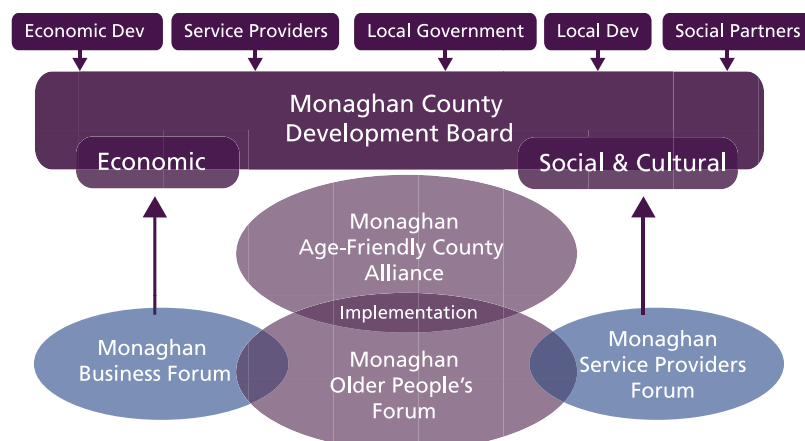 Economic Dev
Service Providers
Local Government
Local Dev
Social Partners
Monaghan County
Development Board
Economic
Social & Cultural
Monaghan
Age-Friendly County
Alliance
Implementation
Monaghan
Business Forum
Monaghan
Older People's
Forum
Monaghan
Service Providers
Forum